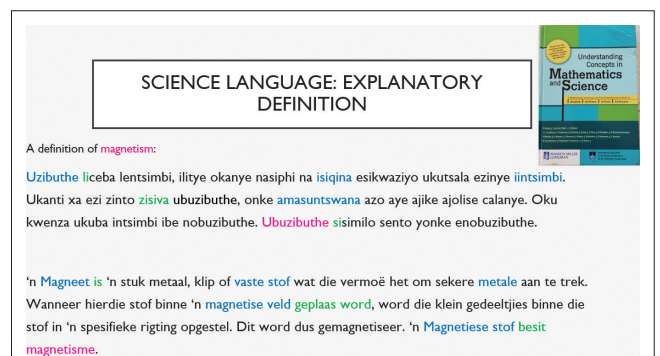 SCIENCE LANGUAGE: EXPLANATORY
DEFINITION
Understanding
Concepts in
Mathematics
and Science
A definition of magnetism:
Uzibuthe liceba lentsimbi, ilitye okanye nasiphi na isiqina esikwaziyo ukutsala ezinye iintsimbi.
Ukanti xa ezi zinto zisiva ubuzibuthe, onke amasuntswana azo aye ajike ajolise calanye. Oku
kwenza ukuba intsimbi ibe nobuzibuthe. Ubuzibuthe sisimilo sento yonke enobuzibuthe.
'n Magneet is 'n stuk metaal, klip of vaste stof wat die vermoë het om sekere metale aan te trek.
Wanneer hierdie stof binne 'n magnetise veld geplaas word, word die klein gedeeltjies binne die
stof in 'n spesifieke rigting opgestel. Dit word dus gemagnetiseer. 'n Magnetiese stof besit
magnetisme.